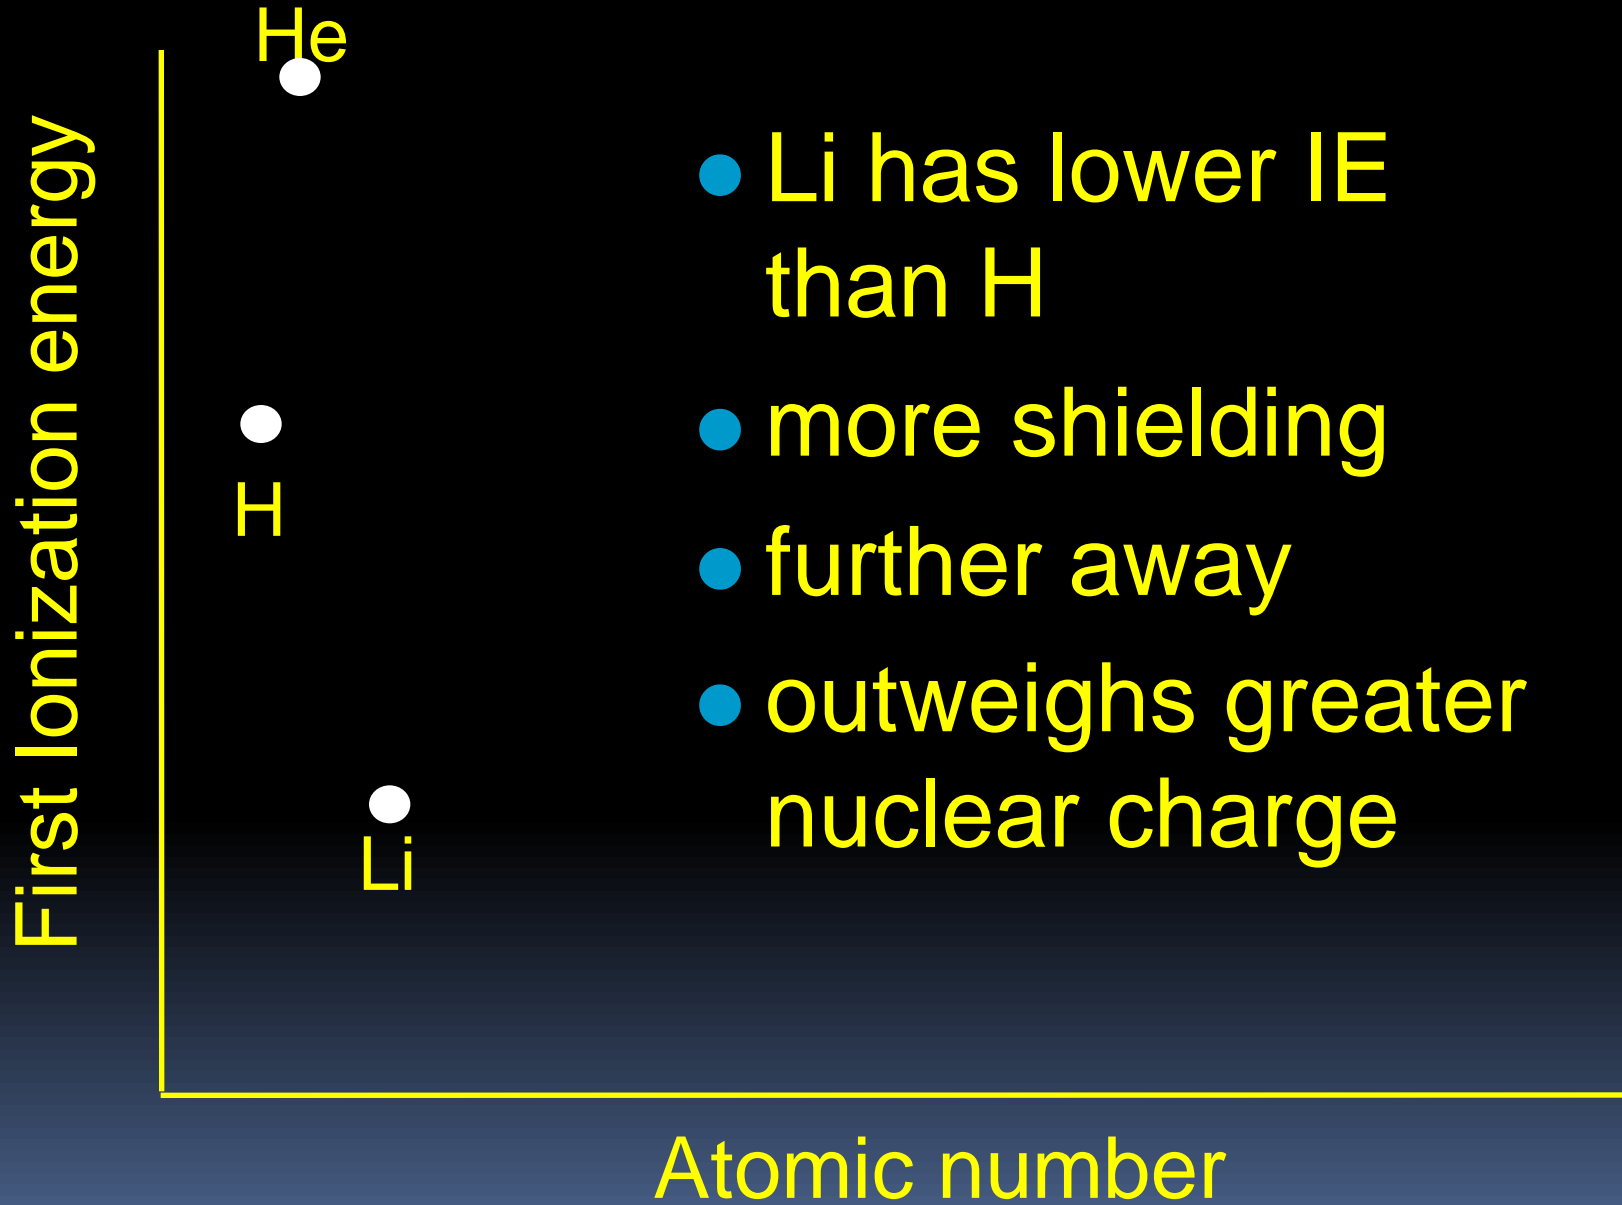 He
First Ionization energy
H
Li
Atomic number
● Li has lower IE
than H
● more shielding
● further away
● outweighs greater
nuclear charge